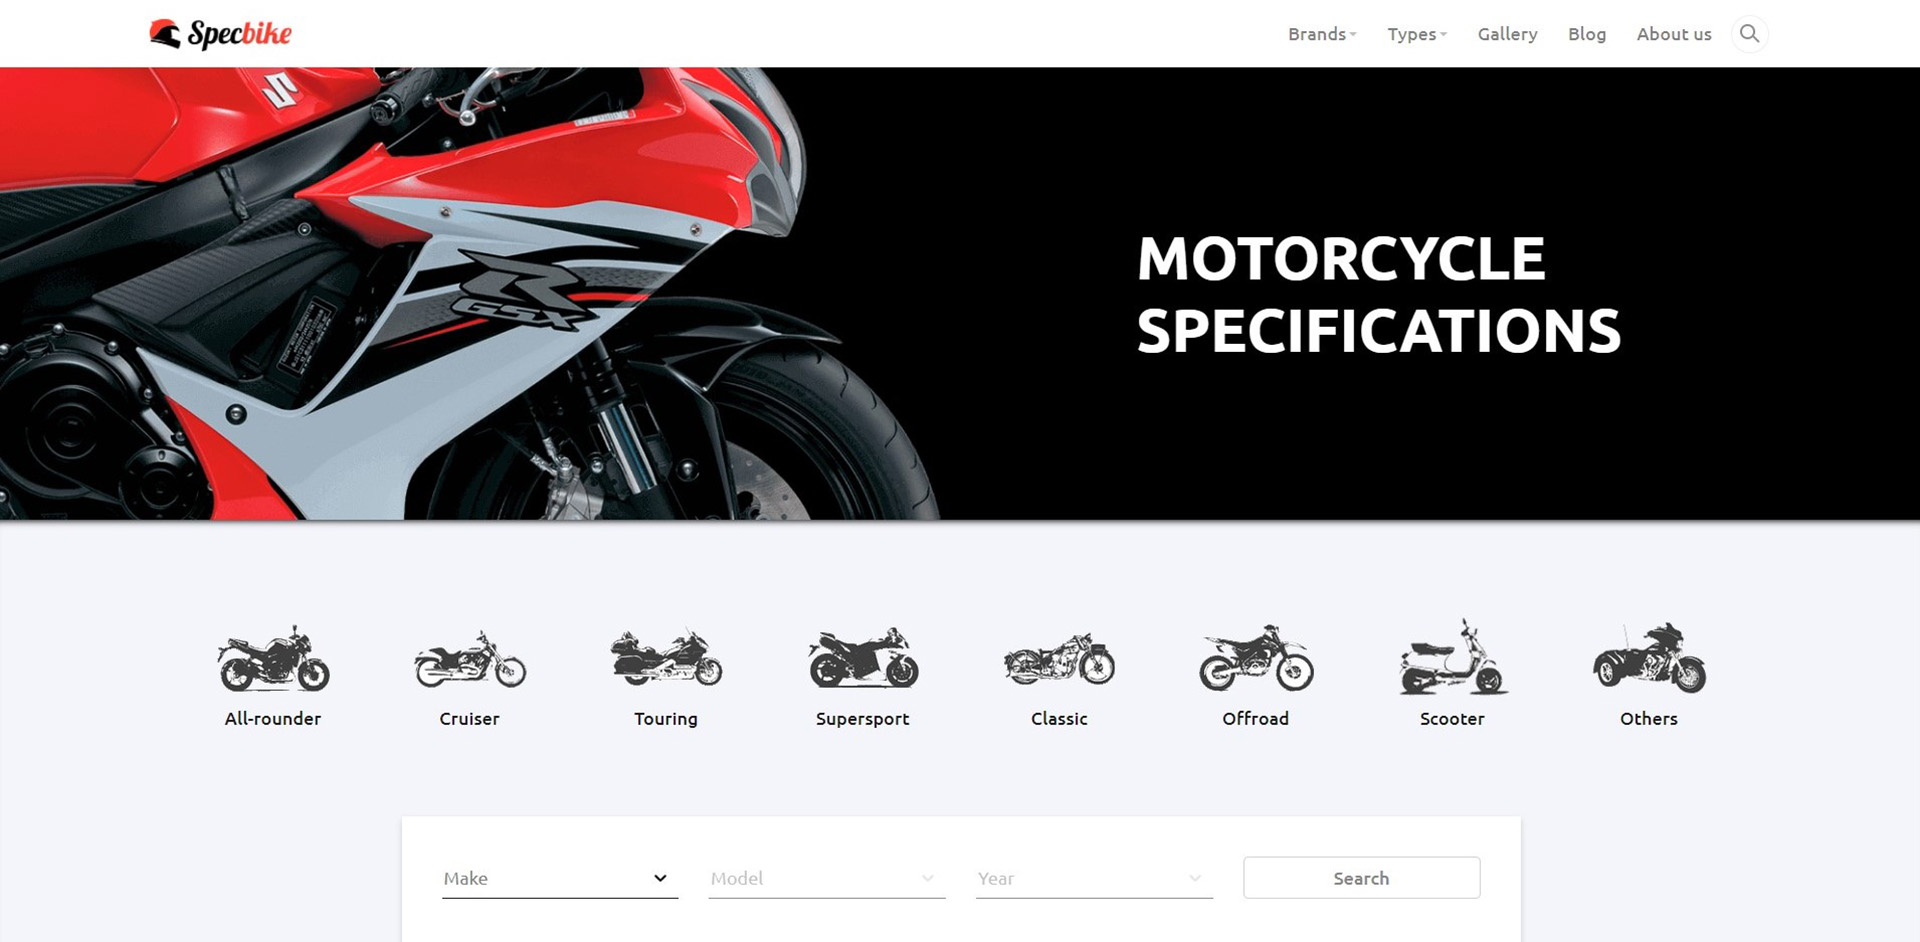 Specbike
Brands
Types
Gallery
Blog
About us
GSX
MOTORCYCLE
SPECIFICATIONS
All-rounder
Cruiser
Touring
Supersport
Classic
Offroad
Scooter
Others
Make
Model
Year
Search